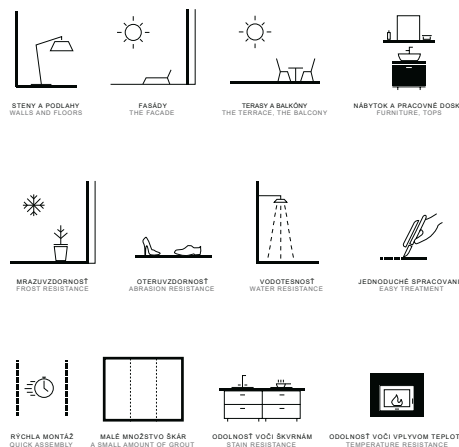 STENY A PODLAHY
WALLS AND FLOORS
FASÁDY
THE FACADE
TERASY A BALKÓNY
THE TERRACE, THE BALCONY
NÁBYTOK A PRACOVNÉ DOSK
FURNITURE, TOPS
MRAZUVZDORNOSŤ
FROST RESISTANCE
OTERUVZDORNOSŤ
ABRASION RESISTANCE
VODOTESNOSŤ
WATER RESISTANCE
JEDNODUCHÉ SPRACOVANI
EASY TREATMENT
RÝCHLA MONTÁŽ
QUICK ASSEMBLY
MALÉ MNOŽSTVO ŠKÁR
A SMALL AMOUNT OF GROUT
ODOLNOSŤ VOČI ŠKVRNÁM
STAIN RESISTANCE
ODOLNOSŤ VOČI VPLYVOM TEPLOT
TEMPERATURE RESISTANCE